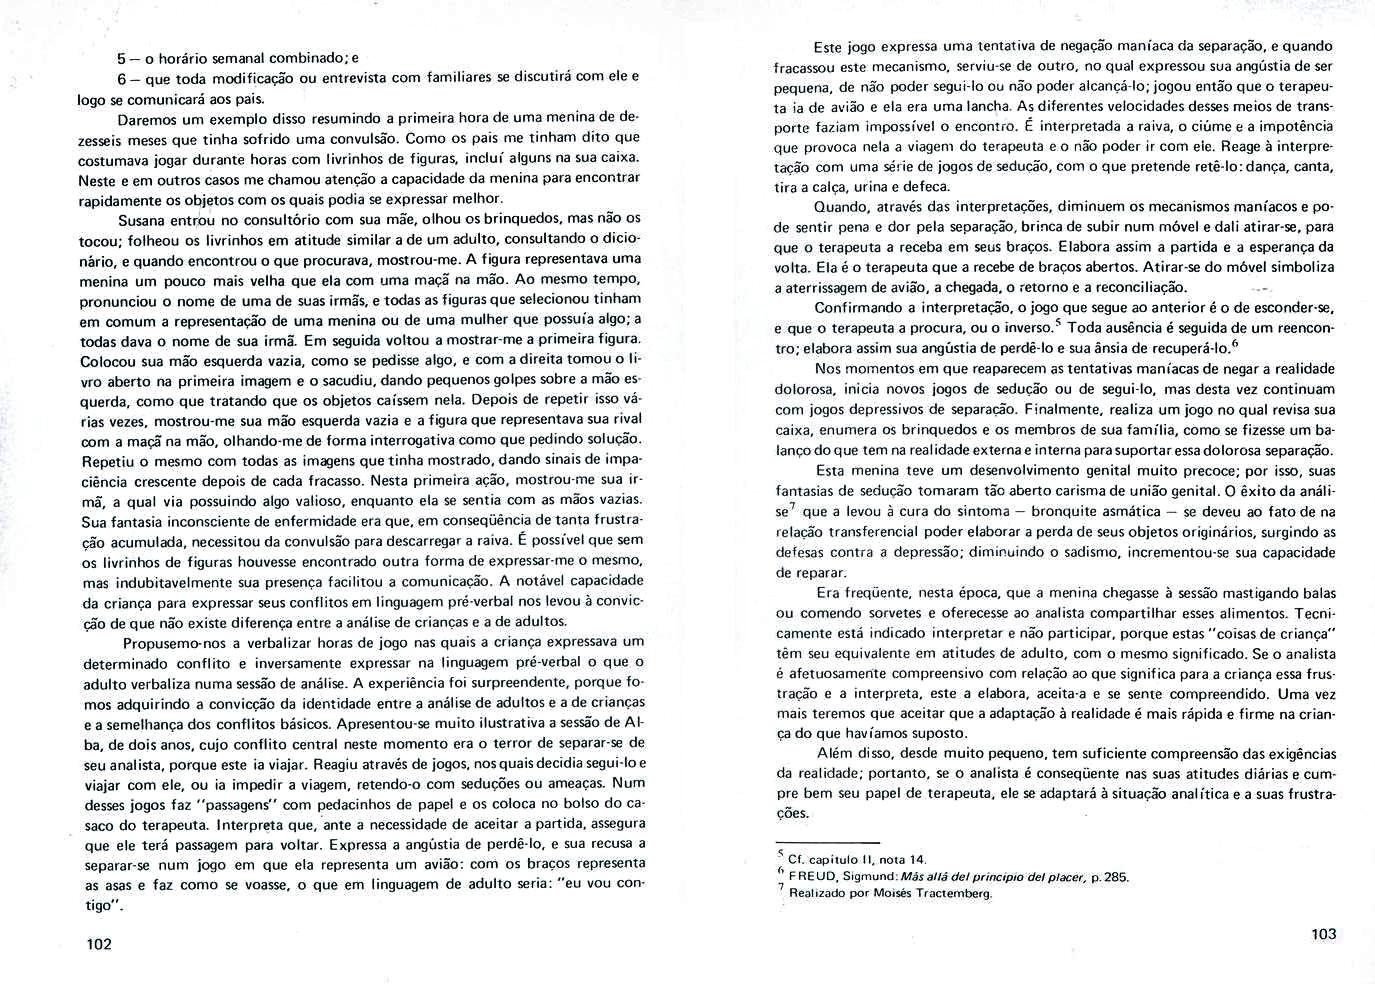 5 — o horário semanal combinado; e
6 — que toda modificação ou entrevista com familiares se discutirá com ele e
logo se comunicará aos pais.
Daremos um exemplo disso resumindo a primeira hora de uma menina de de-
zesseis meses que tinha sofrido uma convulsão. Como os pais me tinham dito que
costumava jogar durante horas com livrinhos de figuras, incluí alguns na sua caixa.
Neste e em outros casos me chamou atenção a capacidade da menina para encontrar
rapidamente os objetos com os quais podia se expressar melhor.
Susana entrou no consultório com sua mãe, olhou os brinquedos, mas não os
tocou; folheou os livrinhos em atitude similar a de um adulto, consultando o dicio-
nário, e quando encontrou o que procurava, mostrou-me. A figura representava uma
menina um pouco mais velha que ela com uma maçã na mão. Ao mesmo tempo,
pronunciou o nome de uma de suas irmãs, e todas as figuras que selecionou tinham
em comum a representação de uma menina ou de uma mulher que possuía algo; a
todas dava o nome de sua irmã. Em seguida voltou a mostrar-me a primeira figura.
Colocou sua mão esquerda vazia, como se pedisse algo, e com a direita tomou o li-
vro aberto na primeira imagem e o sacudiu, dando pequenos golpes sobre a mão es-
querda, como que tratando que os objetos caíssem nela. Depois de repetir isso vá-
rias vezes, mostrou-me sua mão esquerda vazia e a figura que representava sua rival
com a maçã na mão, olhando-me de forma interrogativa como que pedindo solução.
Repetiu o mesmo com todas as imagens que tinha mostrado, dando sinais de impa-
ciência crescente depois de cada fracasso. Nesta primeira ação, mostrou-me sua ir-
mã, a qual via possuindo algo valioso, enquanto ela se sentia com as mãos vazias.
Sua fantasia inconsciente de enfermidade era que, em conseqüência de tanta frustra-
ção acumulada, necessitou da convulsão para descarregar a raiva. É possível que sem
os livrinhos de figuras houvesse encontrado outra forma de expressar-me o mesmo,
mas indubitavelmente sua presença facilitou a comunicação. A notável capacidade
da criança para expressar seus conflitos em linguagem pré-verbal nos levou à convic-
ção de que não existe diferença entre a análise de crianças e a de adultos.
Propusemo-nos a verbalizar horas de jogo nas quais a criança expressava um
determinado conflito e inversamente expressar na linguagem pré-verbal o que o
adulto verbaliza numa sessão de análise. A experiência foi surpreendente, porque fo-
mos adquirindo a convicção da identidade entre a análise de adultos e a de crianças
e a semelhança dos conflitos básicos. Apresentou-se muito ilustrativa a sessão de Al-
ba, de dois anos, cujo conflito central neste momento era o terror de separar-se de
seu analista, porque este ia viajar. Reagiu através de jogos, nos quais decidia segui-lo e
viajar com ele, ou ia impedir a viagem, retendo-o com seduções ou ameaças. Num
desses jogos faz "passagens" com pedacinhos de papel e os coloca no bolso do ca-
saco do terapeuta. Interpreta que, ante a necessidade de aceitar a partida, assegura
que ele terá passagem para voltar. Expressa a angústia de perdê-lo, e sua recusa a
separar-se num jogo em que ela representa um avião: com os braços representa
as asas e faz como se voasse, o que em linguagem de adulto seria: "eu vou con-
tigo".
102
Este jogo expressa uma tentativa de negação maníaca da separação, e quando
fracassou este mecanismo, serviu-se de outro, no qual expressou sua angústia de ser
pequena, de não poder segui-lo ou não poder alcançá-lo; jogou então que o terapeu-
ta ia de avião e ela era uma lancha. As diferentes velocidades desses meios de trans-
porte faziam impossível o encontro. É interpretada a raiva, o ciúme e a impotência
que provoca nela a viagem do terapeuta e o não poder ir com ele. Reage à interpre-
tação com uma série de jogos de sedução, com o que pretende retê-lo: dança, canta,
tira a calça, urina e defeca.
Quando, através das interpretações, diminuem os mecanismos maníacos e po-
de sentir pena e dor pela separação, brinca de subir num móvel e dali atirar-se, para
que o terapeuta a receba em seus braços. Elabora assim a partida e a esperança da
volta. Ela é o terapeuta que a recebe de braços abertos. Atirar-se do móvel simboliza
a aterrissagem de avião, a chegada, o retorno e a reconciliação.
Confirmando a interpretação, o jogo que segue ao anterior é o de esconder-se,
e que o terapeuta a procura, ou o inverso.⁵ Toda ausência é seguida de um reencon-
tro; elabora assim sua angústia de perdê-lo e sua ânsia de recuperá-lo.⁶
Nos momentos em que reaparecem as tentativas maníacas de negar a realidade
dolorosa, inicia novos jogos de sedução ou de segui-lo, mas desta vez continuam
com jogos depressivos de separação. Finalmente, realiza um jogo no qual revisa sua
caixa, enumera os brinquedos e os membros de sua família, como se fizesse um ba-
lanço do que tem na realidade externa e interna para suportar essa dolorosa separação.
Esta menina teve um desenvolvimento genital muito precoce; por isso, suas
fantasias de sedução tomaram tão aberto carisma de união genital. O êxito da análi-
se⁷ que a levou à cura do sintoma — bronquite asmática — se deveu ao fato de na
relação transferencial poder elaborar a perda de seus objetos originários, surgindo as
defesas contra a depressão; diminuindo o sadismo, incrementou-se sua capacidade
de reparar.
Era freqüente, nesta época, que a menina chegasse à sessão mastigando balas
ou comendo sorvetes e oferecesse ao analista compartilhar esses alimentos. Tecni-
camente está indicado interpretar e não participar, porque estas "coisas de criança"
têm seu equivalente em atitudes de adulto, com o mesmo significado. Se o analista
é afetuosamente compreensivo com relação ao que significa para a criança essa frus-
tração e a interpreta, este a elabora, aceita-a e se sente compreendido. Uma vez
mais teremos que aceitar que a adaptação à realidade é mais rápida e firme na crian-
ça do que havíamos suposto.
Além disso, desde muito pequeno, tem suficiente compreensão das exigências
da realidade; portanto, se o analista é conseqüente nas suas atitudes diárias e cum-
pre bem seu papel de terapeuta, ele se adaptará à situação analítica e a suas frustra-
ções.
⁵ Cf. capítulo II, nota 14.
⁶ FREUD, Sigmund: Más allá del principio del placer, p. 285.
⁷ Realizado por Moisés Tractemberg.
103